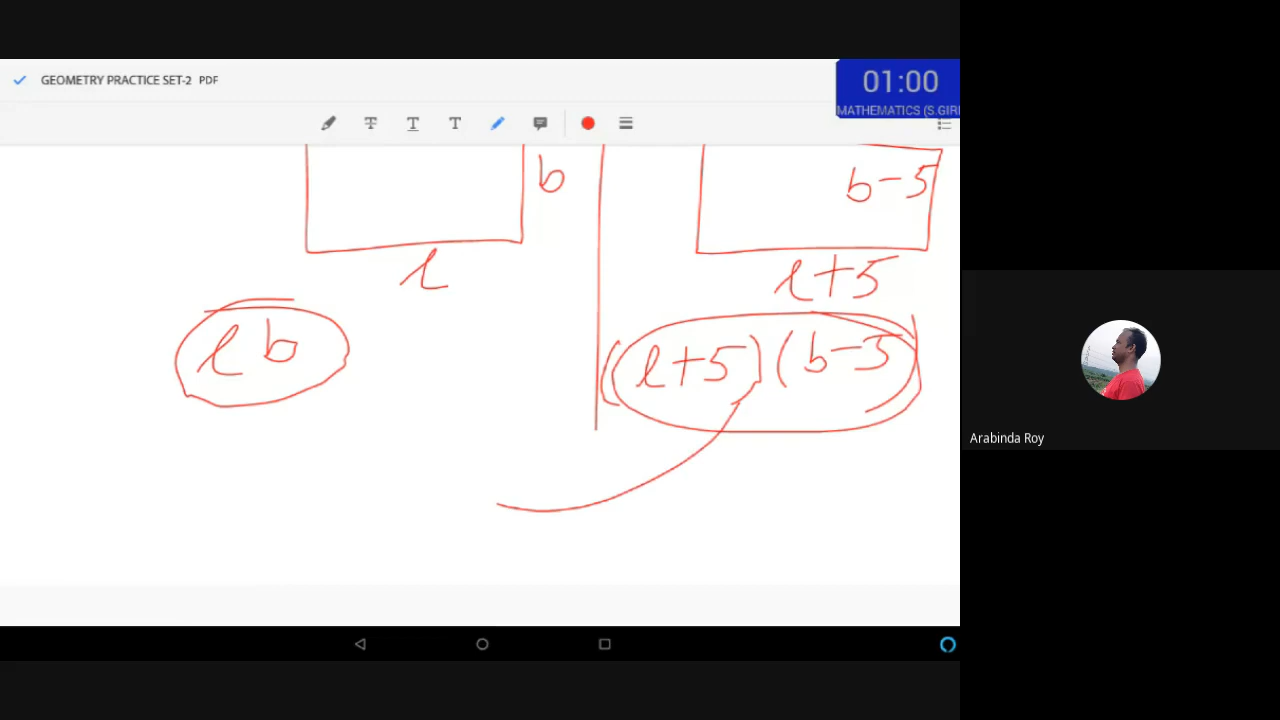 GEOMETRY PRACTICE SET-2 PDF
01:00
MATHEMATICS (S.GIRI
T T T
b
b-5
l
l+5
lb
(l+5)(b-5
Arabinda Roy